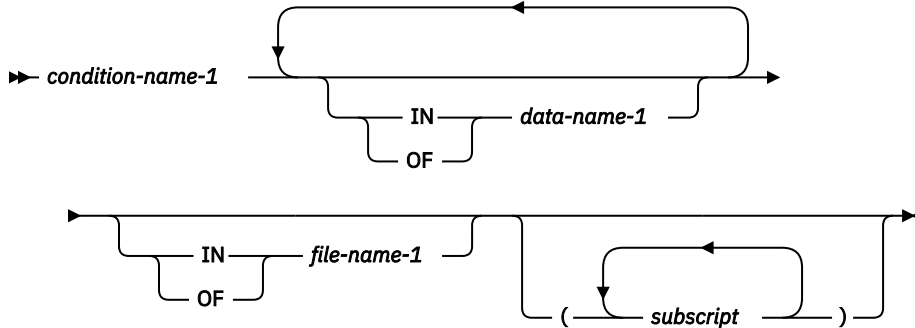 condition-name-1
IN data-name-1
OF
IN file-name-1
OF
( subscript )